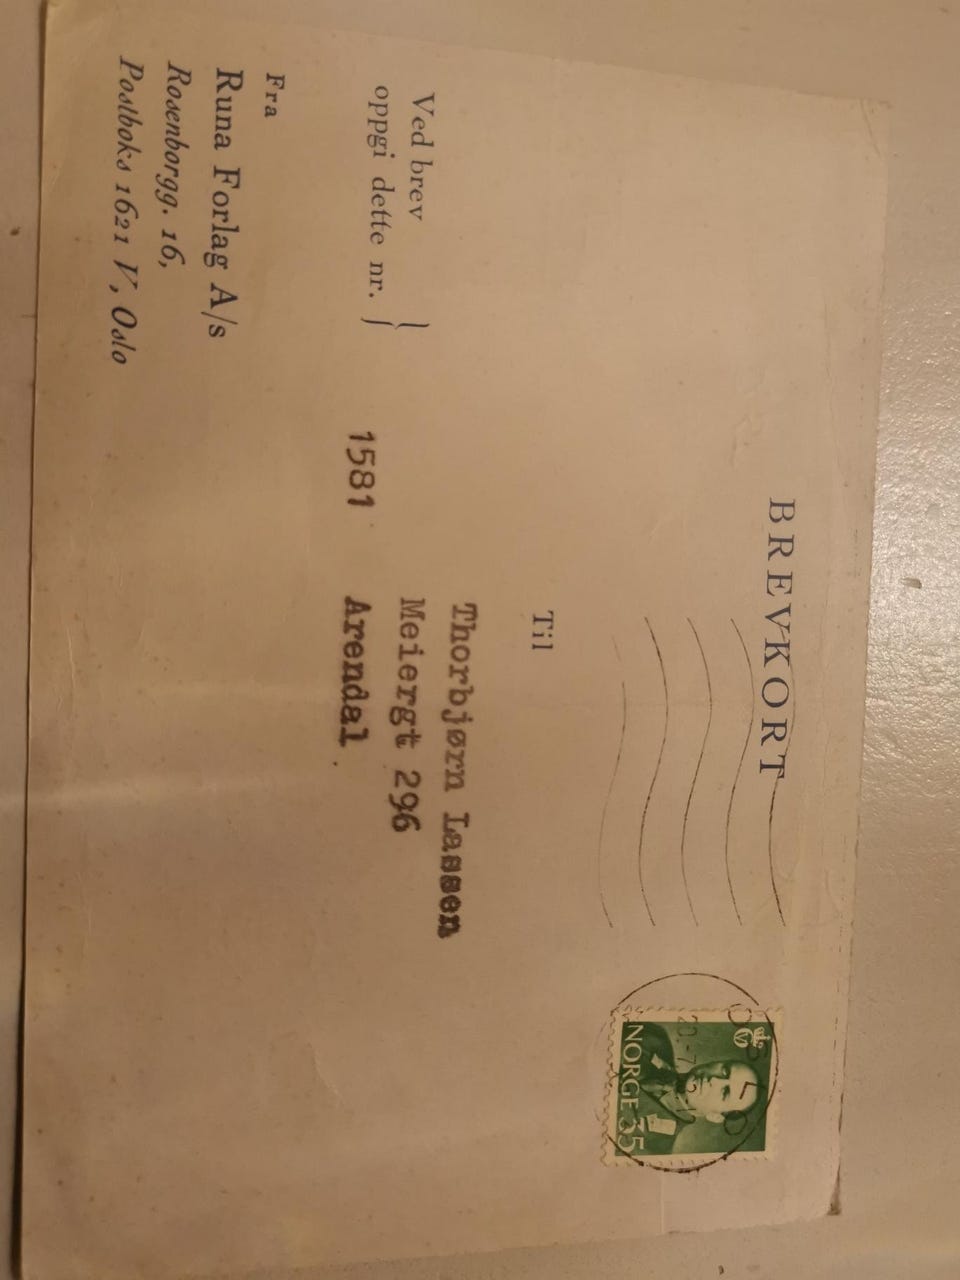 BREVKORT
OSLO
NORGE 35
Til
Thorbjørn Lassen
Meiergt 296
Arendal.
Ved brev
oppgi dette nr. }
1581
Fra
Runa Forlag A/s
Rosenborgg. 16,
Postboks 1621 V, Oslo